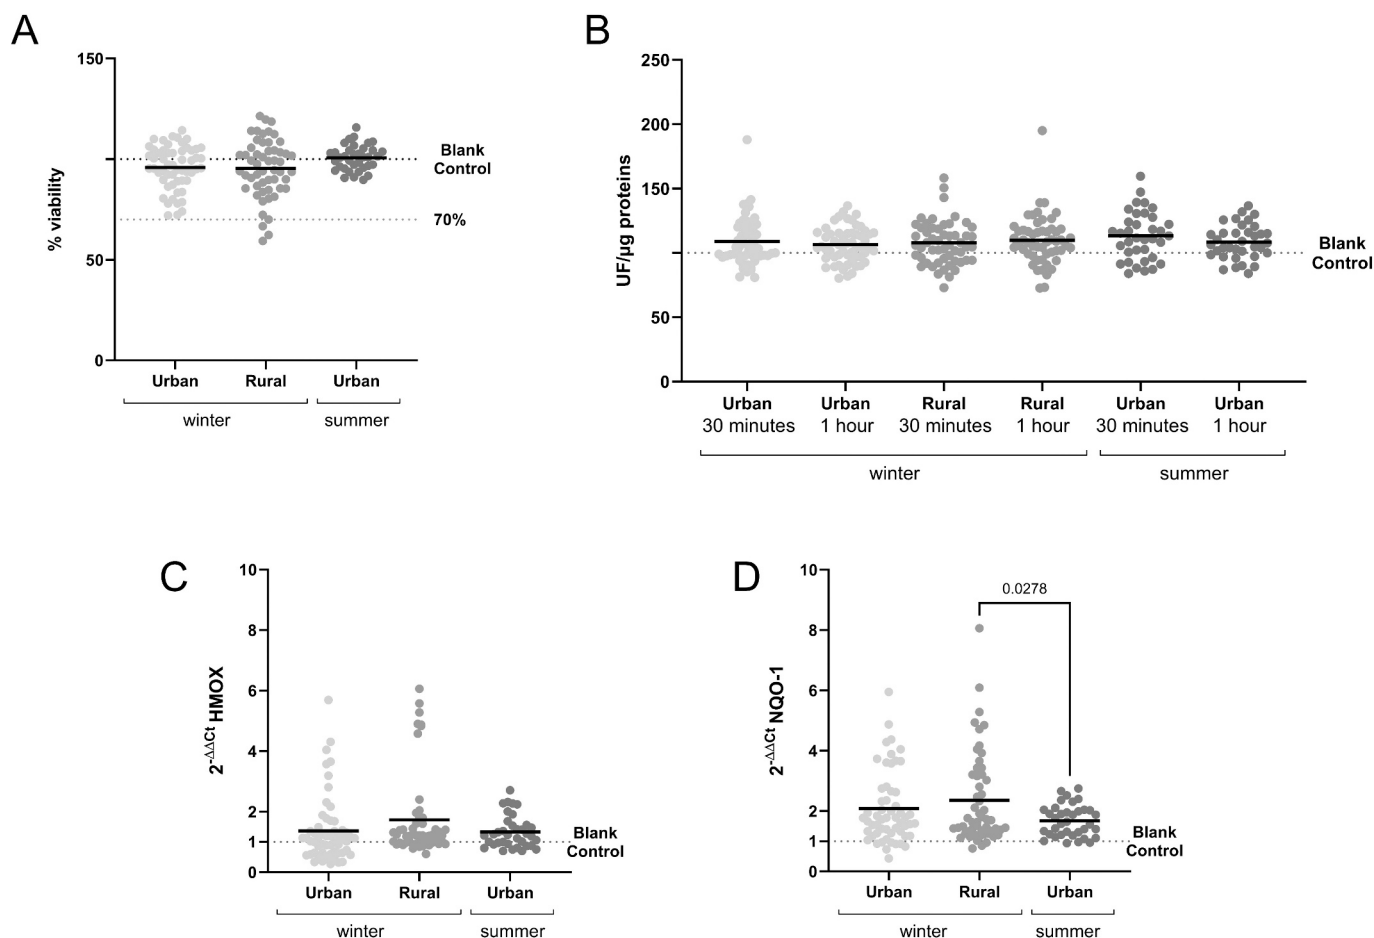 A
150
50
0
% viability
Blank
Control
70%
Urban
Rural
Urban
winter
summer
B
250
200
150
50
0
UF/µg proteins
Blank
Control
Urban
30 minutes
Urban
1 hour
Rural
30 minutes
Rural
1 hour
Urban
30 minutes
Urban
1 hour
winter
summer
C
10
8
6
4
2
1
0
2-ΔΔCt HMOX
Blank
Control
Urban
Rural
Urban
winter
summer
D
10
8
6
4
2
1
0
2-ΔΔCt NQO-1
0.0278
Blank
Control
Urban
Rural
Urban
winter
summer